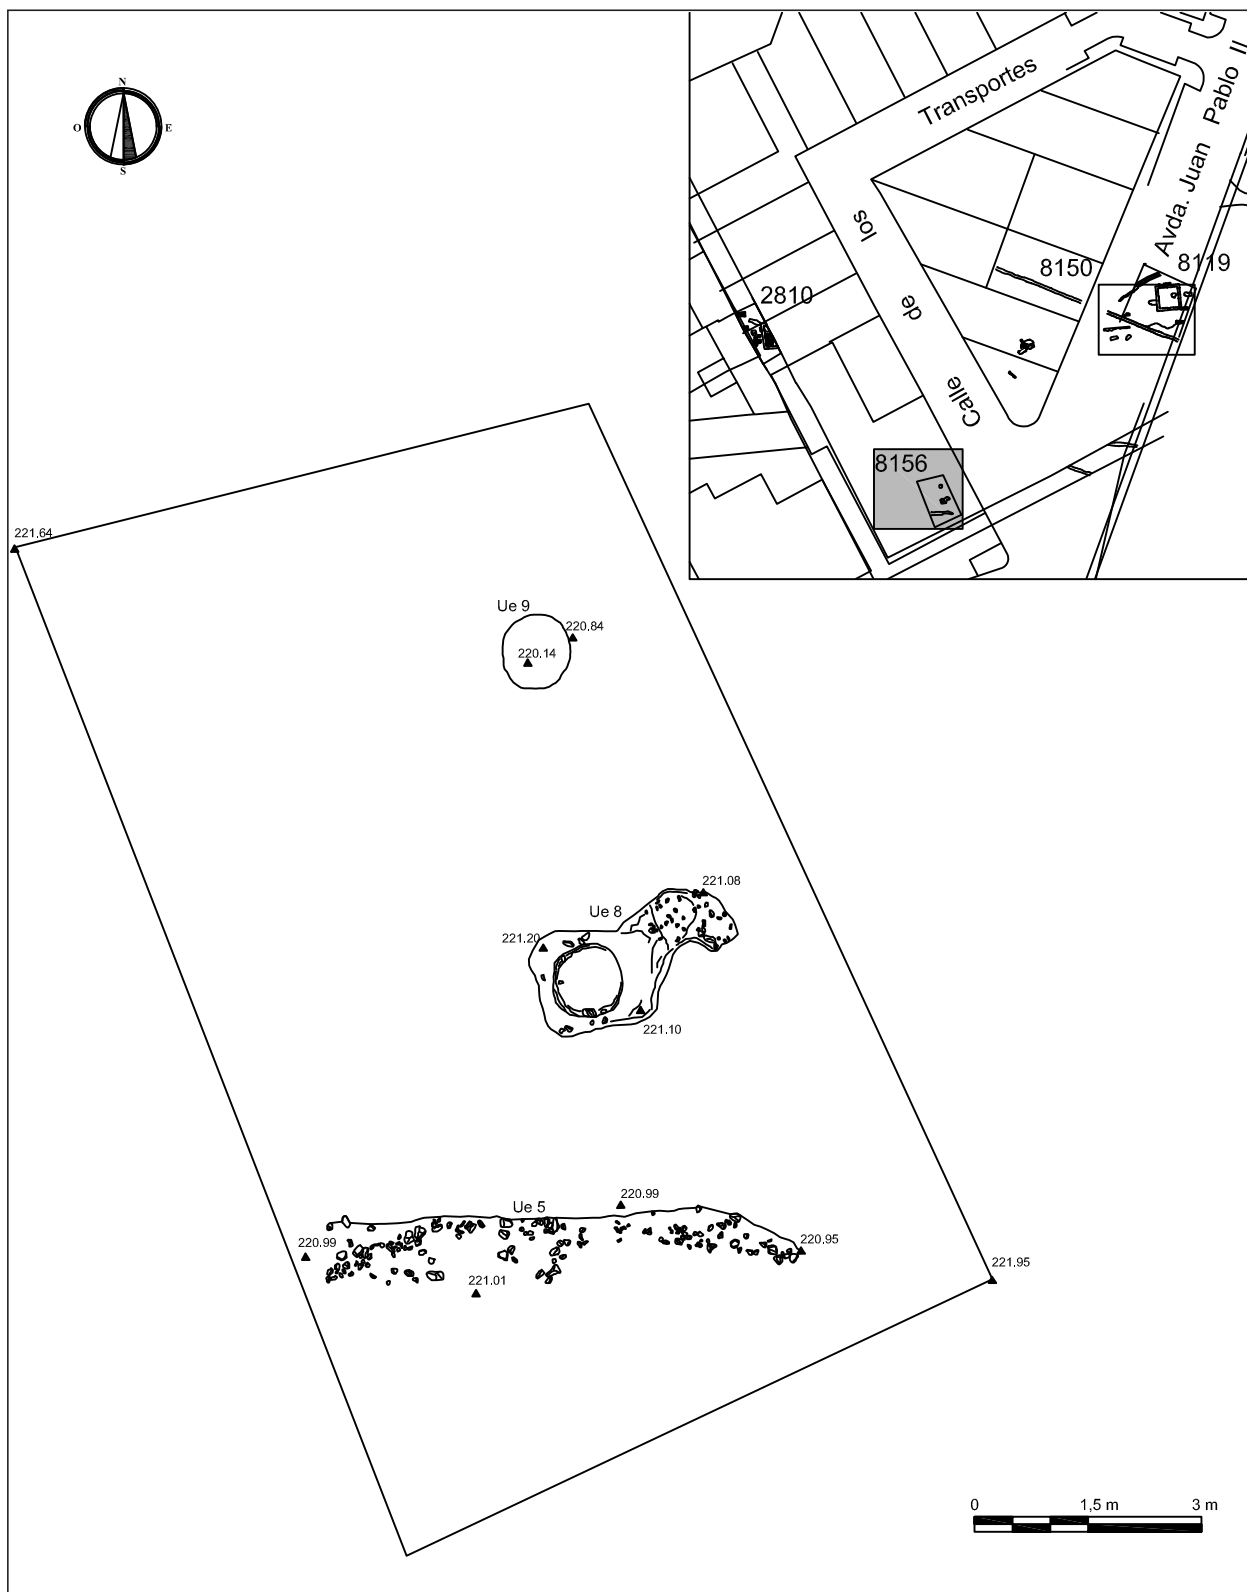 N
O E
S
Transportes
Avda. Juan Pablo II
los
de
Calle
8150
8119
2810
8156
221.64
Ue 9
220.84
220.14
221.08
Ue 8
221.20
221.10
220.99
Ue 5
220.99
220.95
221.01
221.95
0 1,5 m 3 m